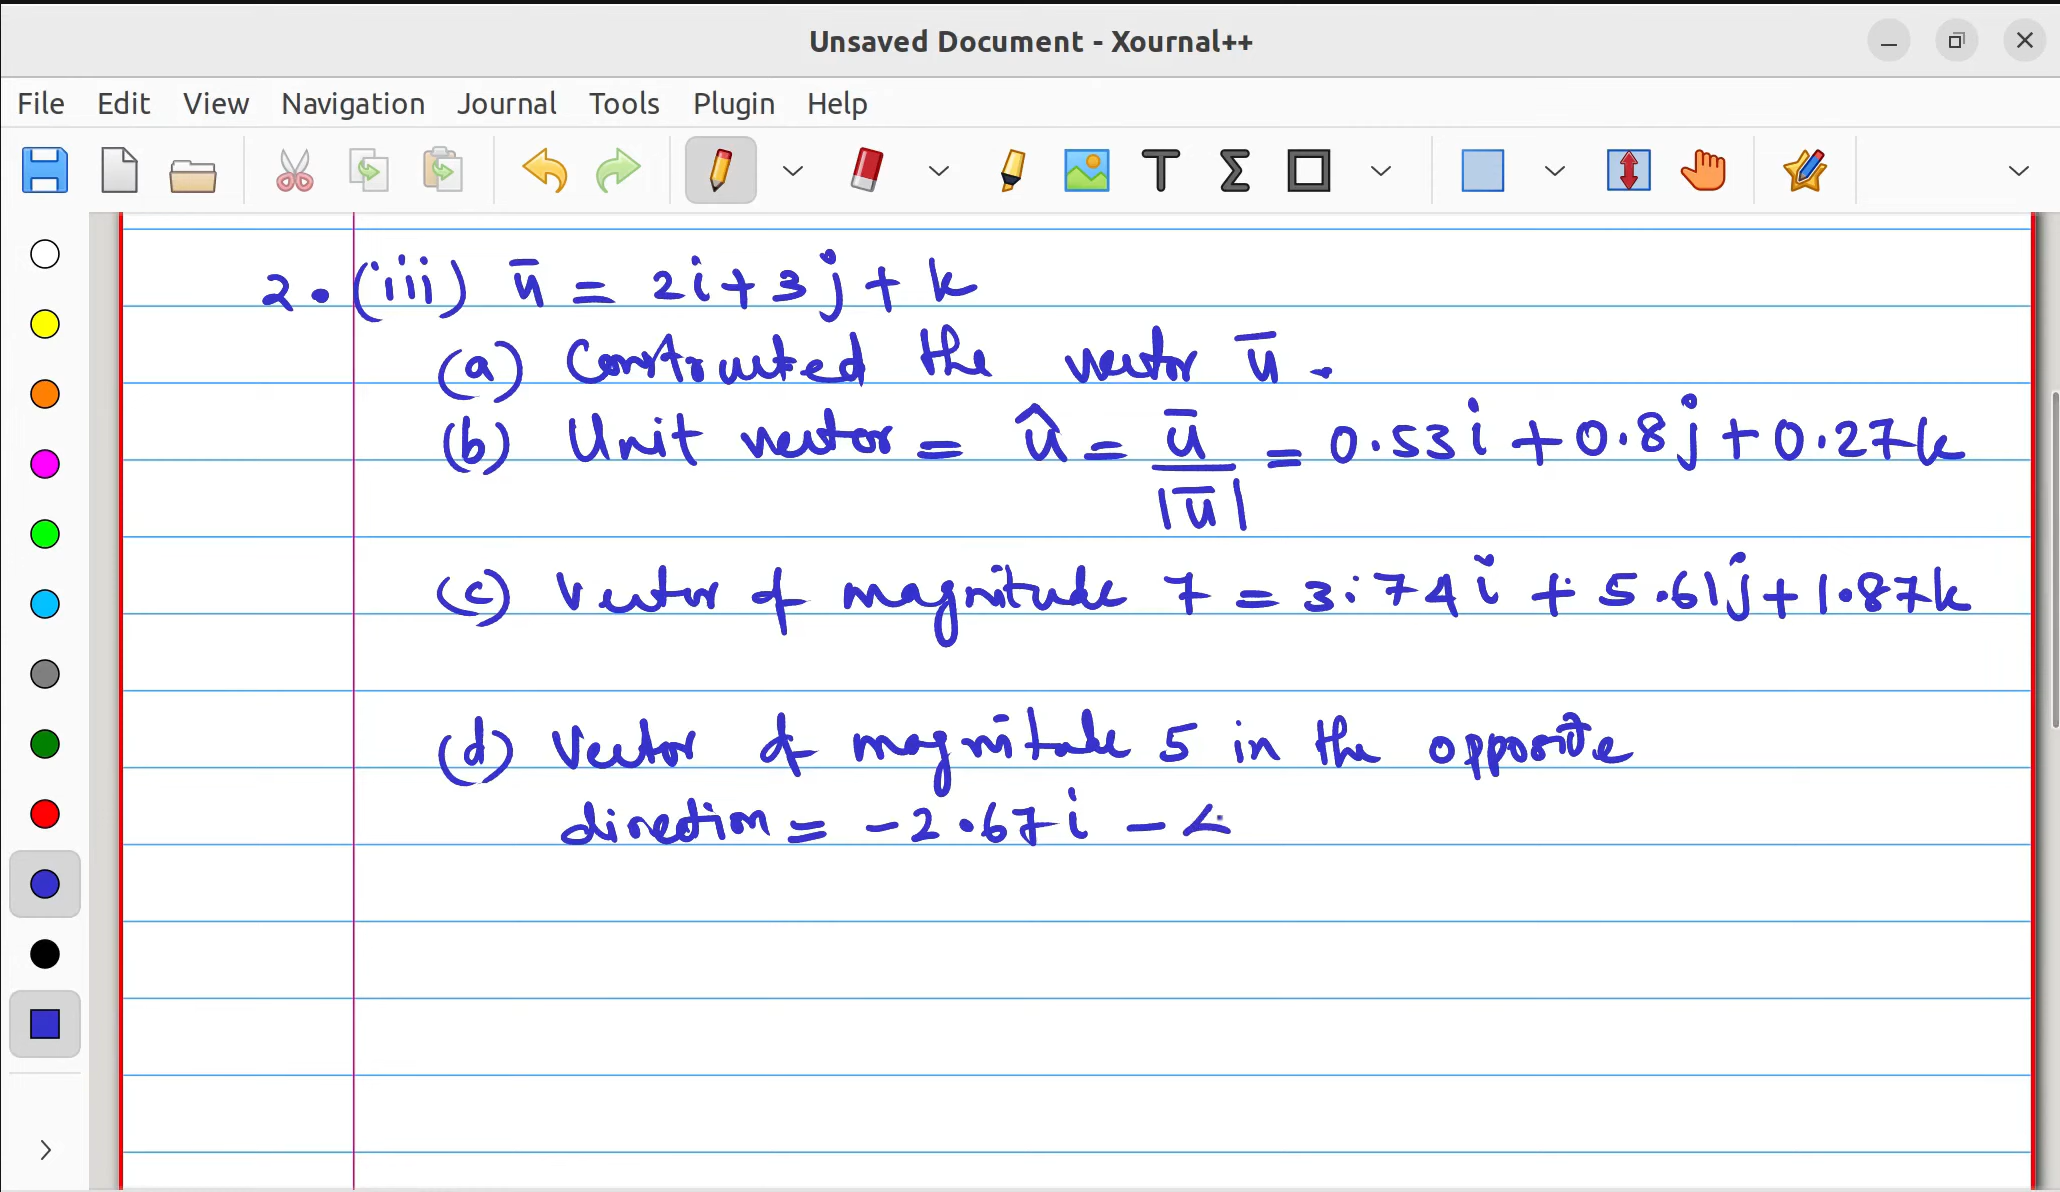 Unsaved Document - Xournal++
File Edit View Navigation Journal Tools Plugin Help
2. (iii) ū = 2i + 3j + k
(a) Constructed the vector ū.
(b) Unit vector = û = ū / |ū| = 0.53i + 0.8j + 0.27k
(c) Vector of magnitude 7 = 3.74i + 5.61j + 1.87k
(d) Vector of magnitude 5 in the opposite
direction = -2.67i -